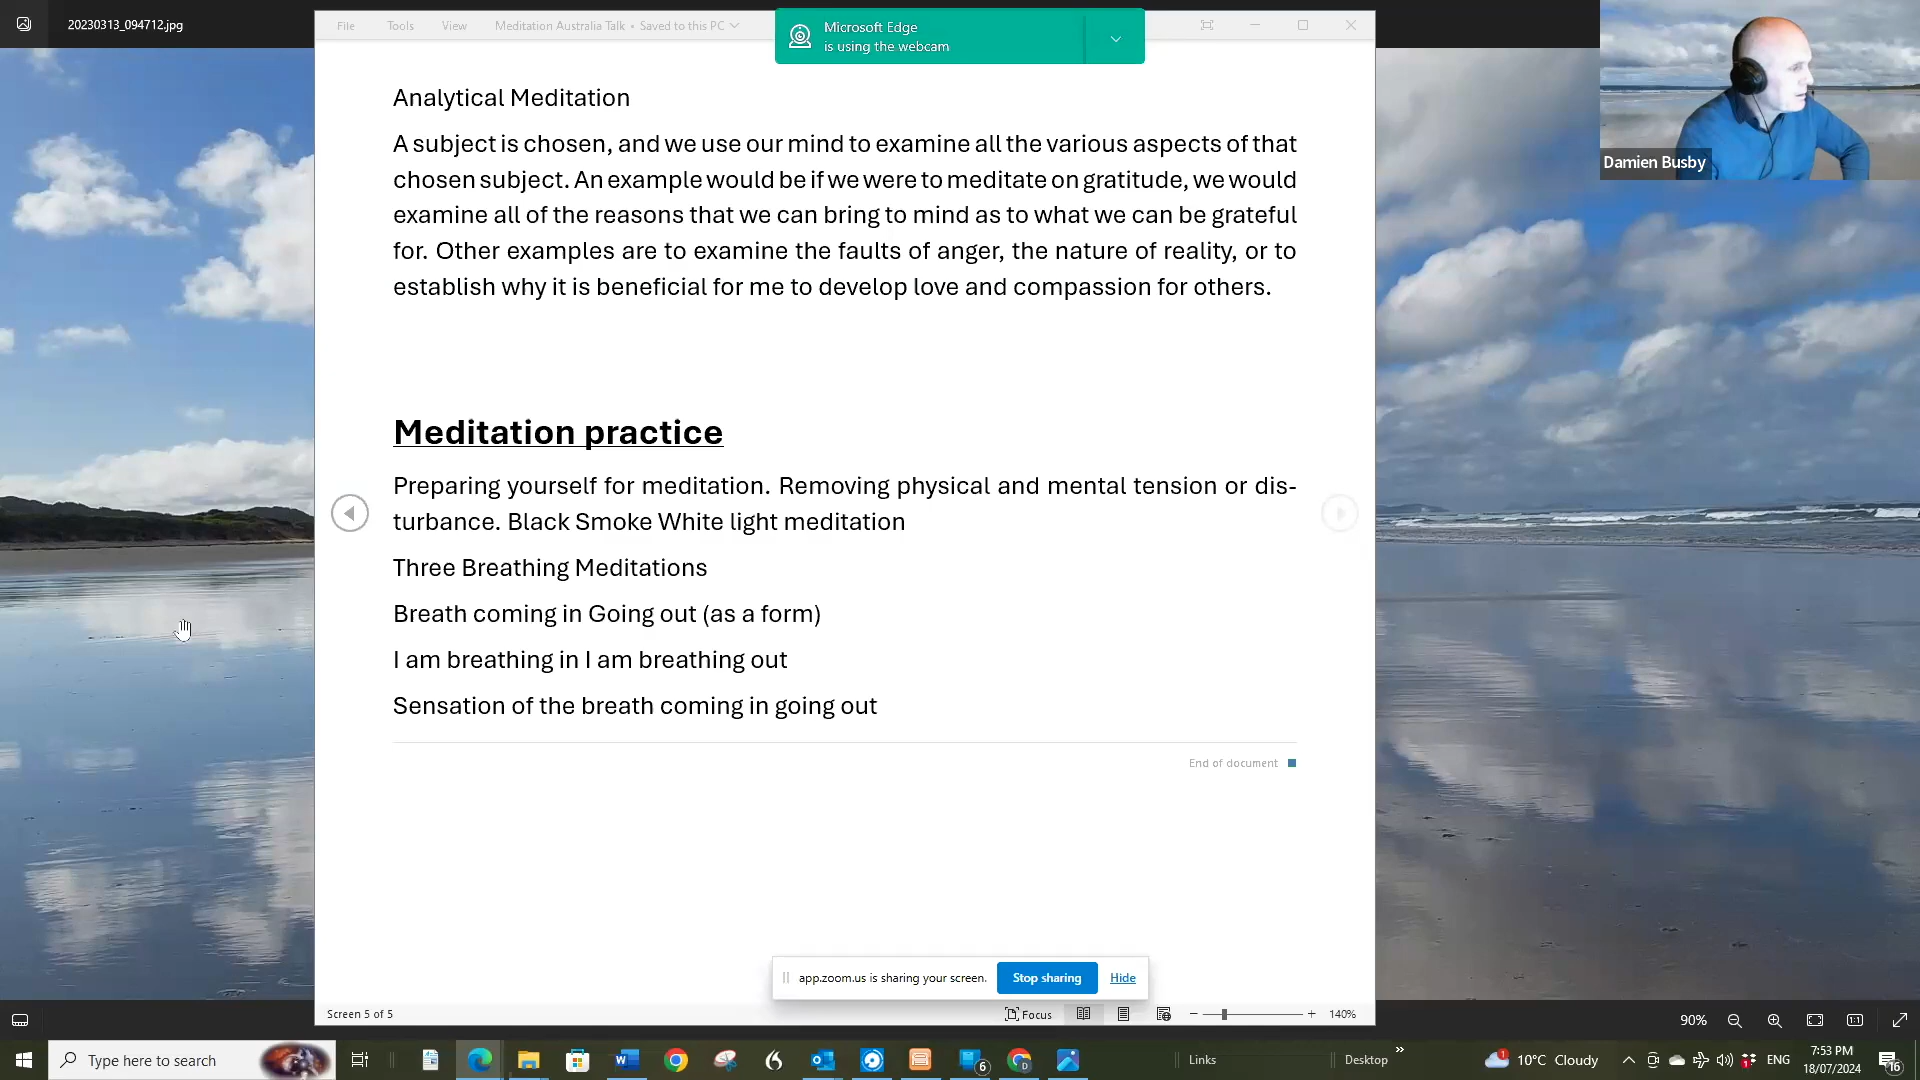 20230313_094712.jpg
File Tools View Meditation Australia Talk • Saved to this PC
Microsoft Edge
is using the webcam
Damien Busby
Analytical Meditation
A subject is chosen, and we use our mind to examine all the various aspects of that
chosen subject. An example would be if we were to meditate on gratitude, we would
examine all of the reasons that we can bring to mind as to what we can be grateful
for. Other examples are to examine the faults of anger, the nature of reality, or to
establish why it is beneficial for me to develop love and compassion for others.
Meditation practice
Preparing yourself for meditation. Removing physical and mental tension or dis-
turbance. Black Smoke White light meditation
Three Breathing Meditations
Breath coming in Going out (as a form)
I am breathing in I am breathing out
Sensation of the breath coming in going out
End of document
app.zoom.us is sharing your screen. Stop sharing Hide
Screen 5 of 5 Focus 140%
90%
Type here to search 6 Links Desktop 1 10°C Cloudy ENG 7:53 PM 16
18/07/2024